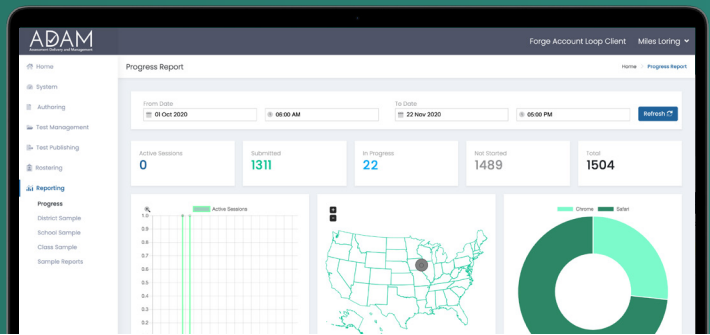 ADAM
Assessment Delivery and Management
Forge Account Loop Client
Miles Loring
Home
System
Authoring
Test Management
Test Publishing
Rostering
Reporting
Progress
District Sample
School Sample
Class Sample
Sample Reports
Progress Report
Home / Progress Report
From Date
01 Oct 2020
08:00 AM
To Date
22 Nov 2020
05:00 PM
Refresh
Active Sessions
0
Submitted
1311
In Progress
22
Not Started
1489
Total
1504
Active Sessions
1.0
0.9
0.8
0.7
0.6
0.5
0.4
0.3
0.2
+
-
Chrome
Safari